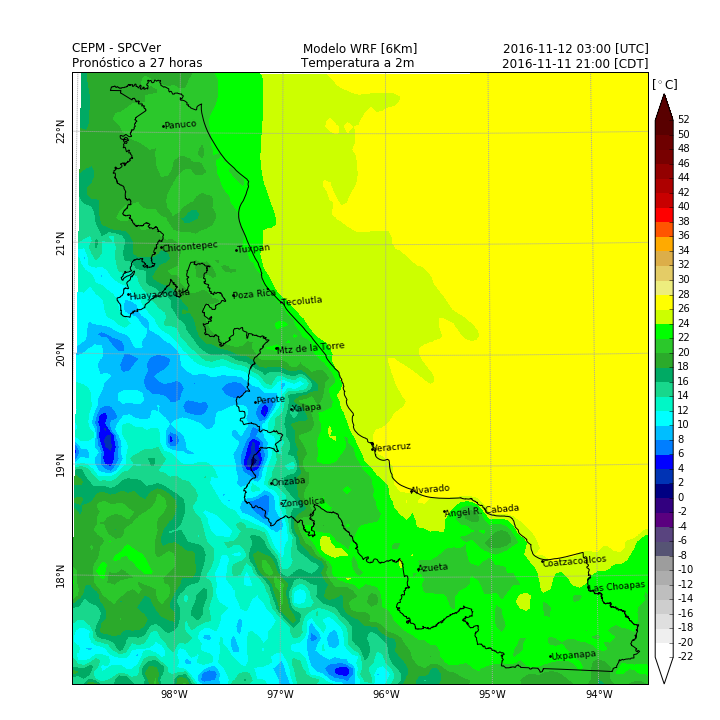 CEPM - SPCVer Modelo WRF [6Km] 2016-11-12 03:00 [UTC]
Pronóstico a 27 horas Temperatura a 2m 2016-11-11 21:00 [CDT]
[°C]
52
50
48
46
44
42
40
38
36
34
32
30
28
26
24
22
20
18
16
14
12
10
8
6
4
2
0
-2
-4
-6
-8
-10
-12
-14
-16
-18
-20
-22
22°N
21°N
20°N
19°N
18°N
Panuco
Chicontepec
Tuxpan
Huayacocotla
Poza Rica
Tecolutla
Mtz de la Torre
Perote
Xalapa
Veracruz
Orizaba
Alvarado
Zongolica
Angel R. Cabada
Azueta
Coatzacoalcos
Las Choapas
Uxpanapa
98°W 97°W 96°W 95°W 94°W